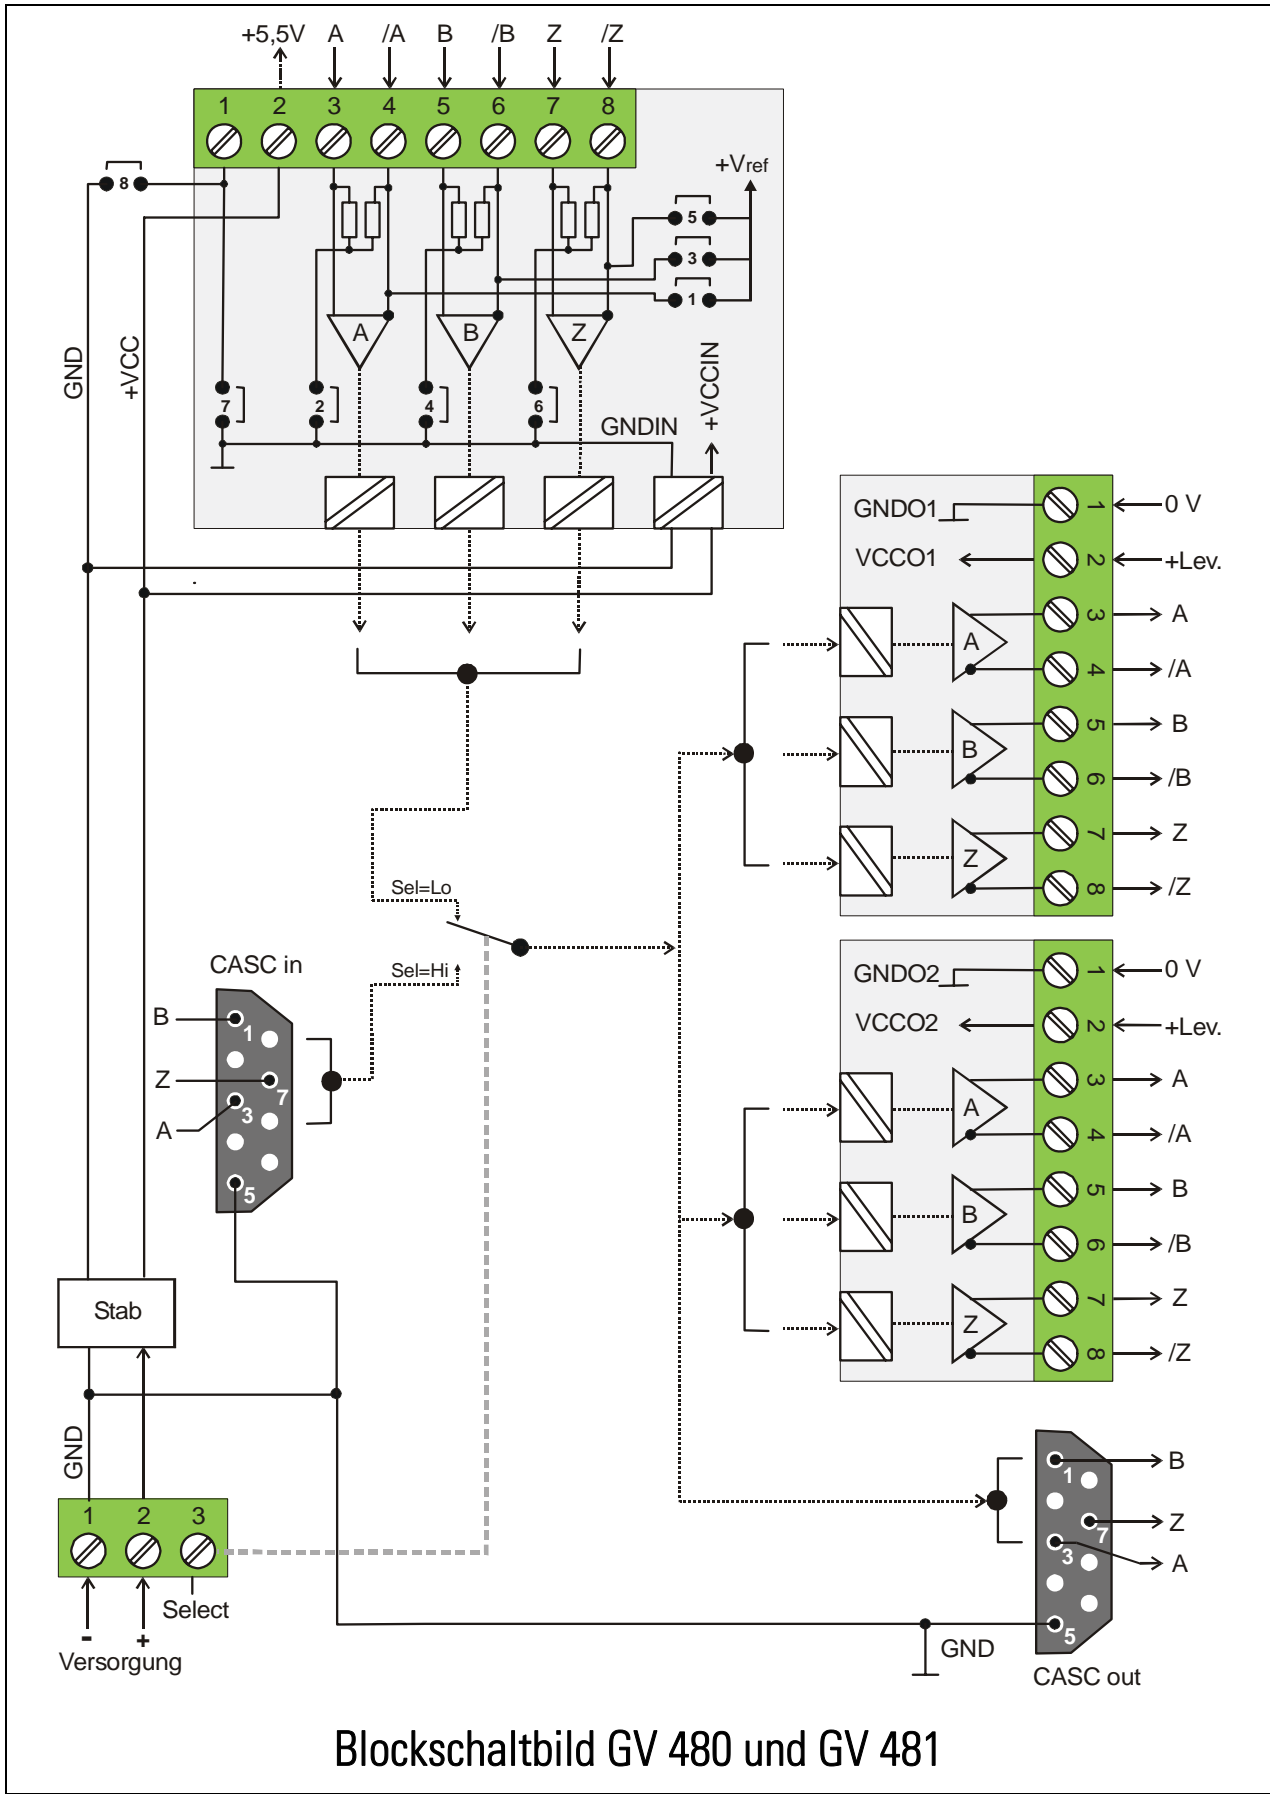 +5,5V A /A B /B Z /Z
1 2 3 4 5 6 7 8
+Vref
8
5
3
1
GND
+VCC
A B Z
+VCCIN
7 2 4 6
GNDIN
GNDO1 1 0 V
VCCO1 2 +Lev.
A 3 A
4 /A
B 5 B
6 /B
Z 7 Z
8 /Z
Sel=Lo
Sel=Hi
CASC in
B 1
Z 7
A 3
5
GNDO2 1 0 V
VCCO2 2 +Lev.
A 3 A
4 /A
B 5 B
6 /B
Z 7 Z
8 /Z
Stab
GND
1 2 3
Select
- +
Versorgung
1 B
7 Z
3 A
5
GND
CASC out
Blockschaltbild GV 480 und GV 481